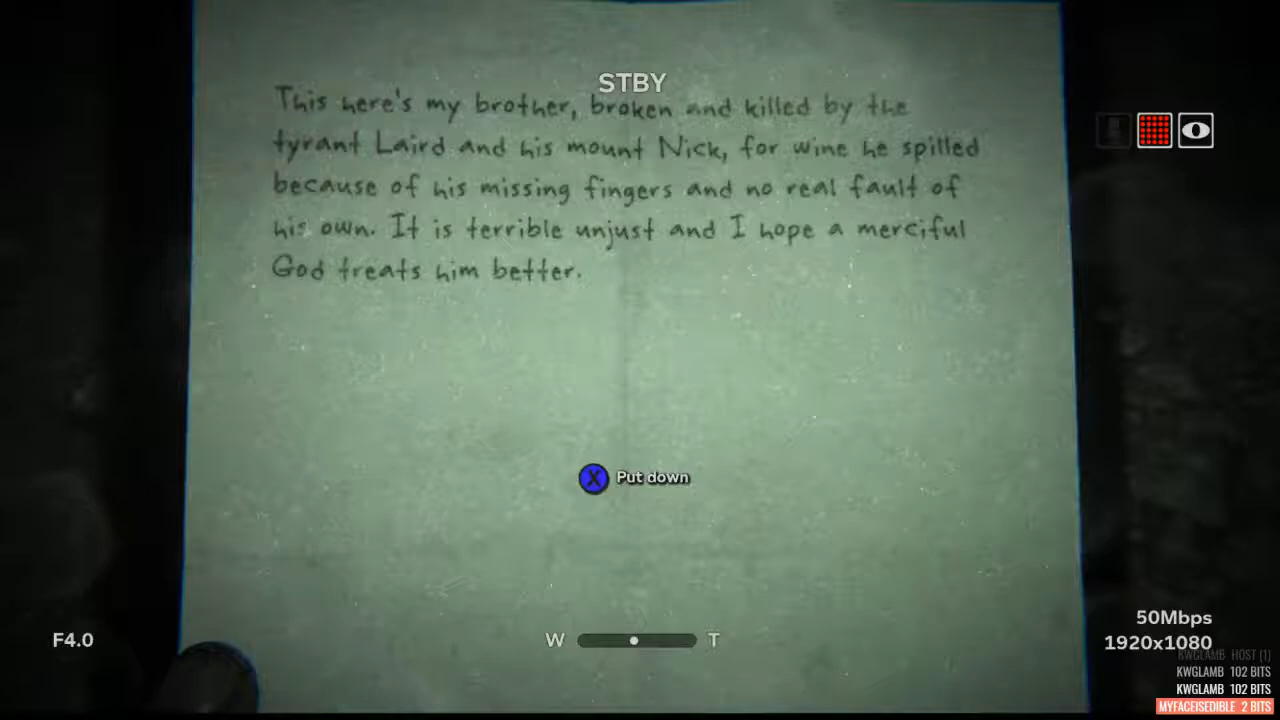 STBY
This here's my brother, broken and killed by the
tyrant Laird and his mount Nick, for wine he spilled
because of his missing fingers and no real fault of
his own. It is terrible unjust and I hope a merciful
God treats him better.
X Put down
F4.0
W T
50Mbps
1920x1080
KWGLAMB HOST (1)
KWGLAMB 102 BITS
KWGLAMB 102 BITS
MYFACEISEDIBLE 2 BITS